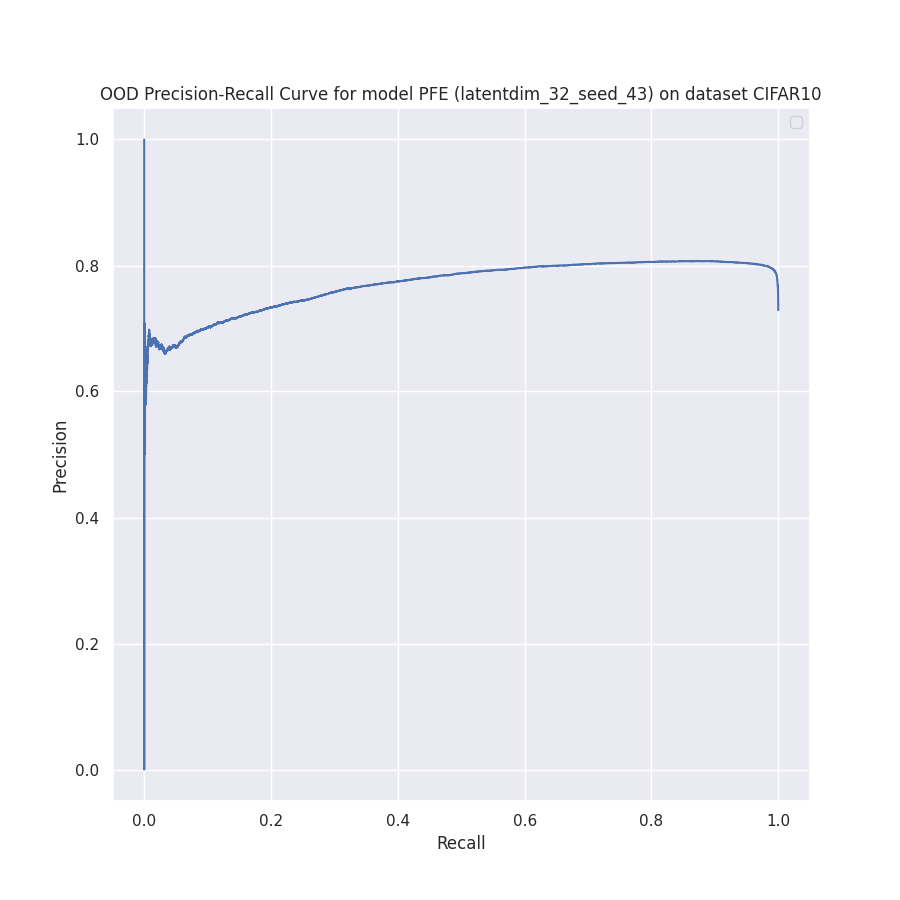 OOD Precision-Recall Curve for model PFE (latentdim_32_seed_43) on dataset CIFAR10
1.0
0.8
0.6
0.4
0.2
0.0
Precision
0.0 0.2 0.4 0.6 0.8 1.0
Recall